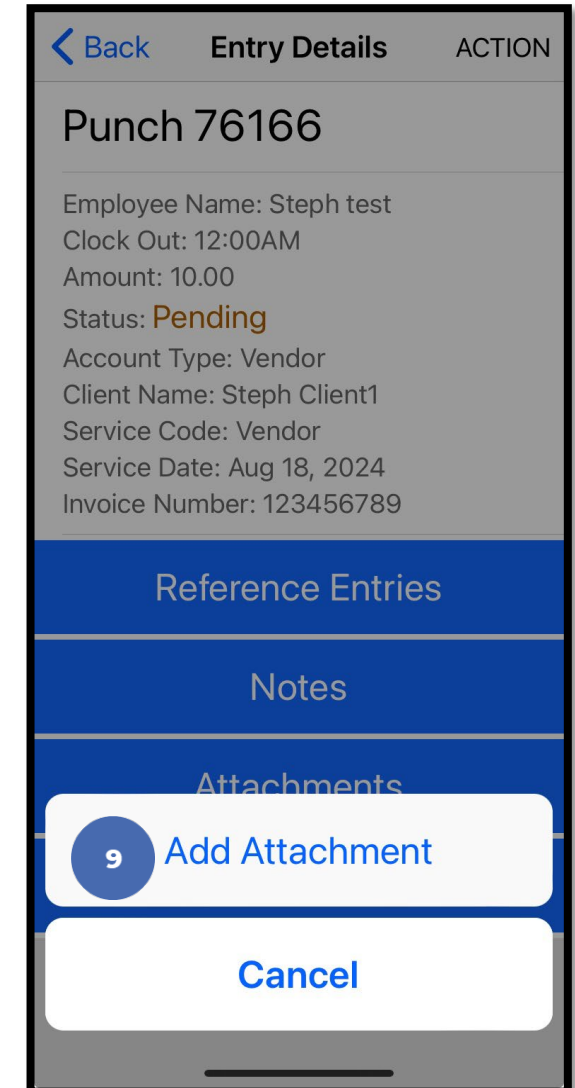 Back Entry Details ACTION
Punch 76166
Employee Name: Steph test
Clock Out: 12:00AM
Amount: 10.00
Status: Pending
Account Type: Vendor
Client Name: Steph Client1
Service Code: Vendor
Service Date: Aug 18, 2024
Invoice Number: 123456789
Reference Entries
Notes
Attachments
9 Add Attachment
Cancel